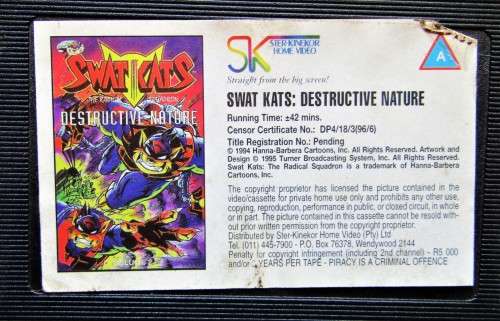 SWAT KATS
THE RADICAL SQUADRON
DESTRUCTIVE NATURE
SK
STER-KINEKOR
HOME VIDEO
Straight from the big screen!
A
SWAT KATS: DESTRUCTIVE NATURE
Running Time: ±42 mins.
Censor Certificate No.: DP4/18/3(96/6)
Title Registration No.: Pending
© 1994 Hanna-Barbera Cartoons, Inc. All Rights Reserved. Artwork and
Design © 1995 Turner Broadcasting System, Inc. All Rights Reserved.
Swat Kats: The Radical Squadron is a trademark of Hanna-Barbera
Cartoons, Inc.
The copyright proprietor has licensed the picture contained in the
video/cassette for private home use only and prohibits any other use,
copying, reproduction, performance in public, or closed circuit, in whole
or in part. The picture contained in this cassette cannot be resold with-
out prior written permission from the copyright proprietor.
Distributed by Ster-Kinekor Home Video (Pty) Ltd
Tel. (011) 445-7900 - P.O. Box 76378, Wendywood 2144
Penalty for copyright infringement (including 2nd channel) - R5 000
and/or YEARS PER TAPE - PIRACY IS A CRIMINAL OFFENCE